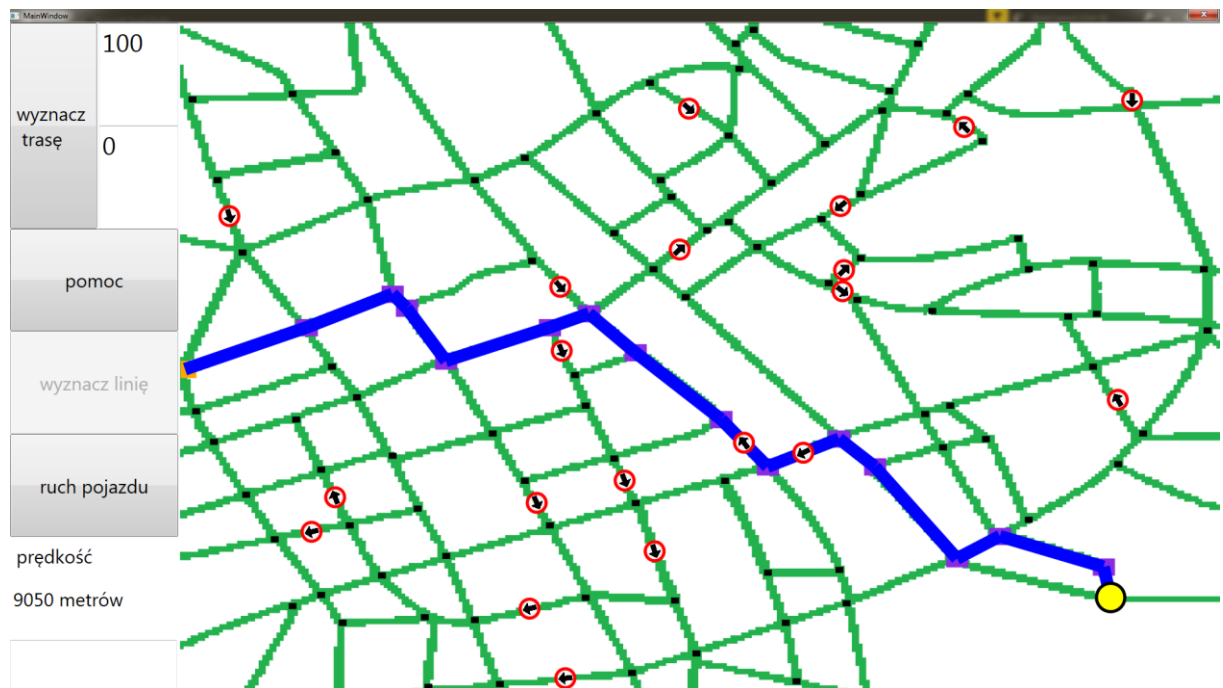 MainWindow
wyznacz
trasę
100
0
pomoc
wyznacz linię
ruch pojazdu
prędkość
9050 metrów